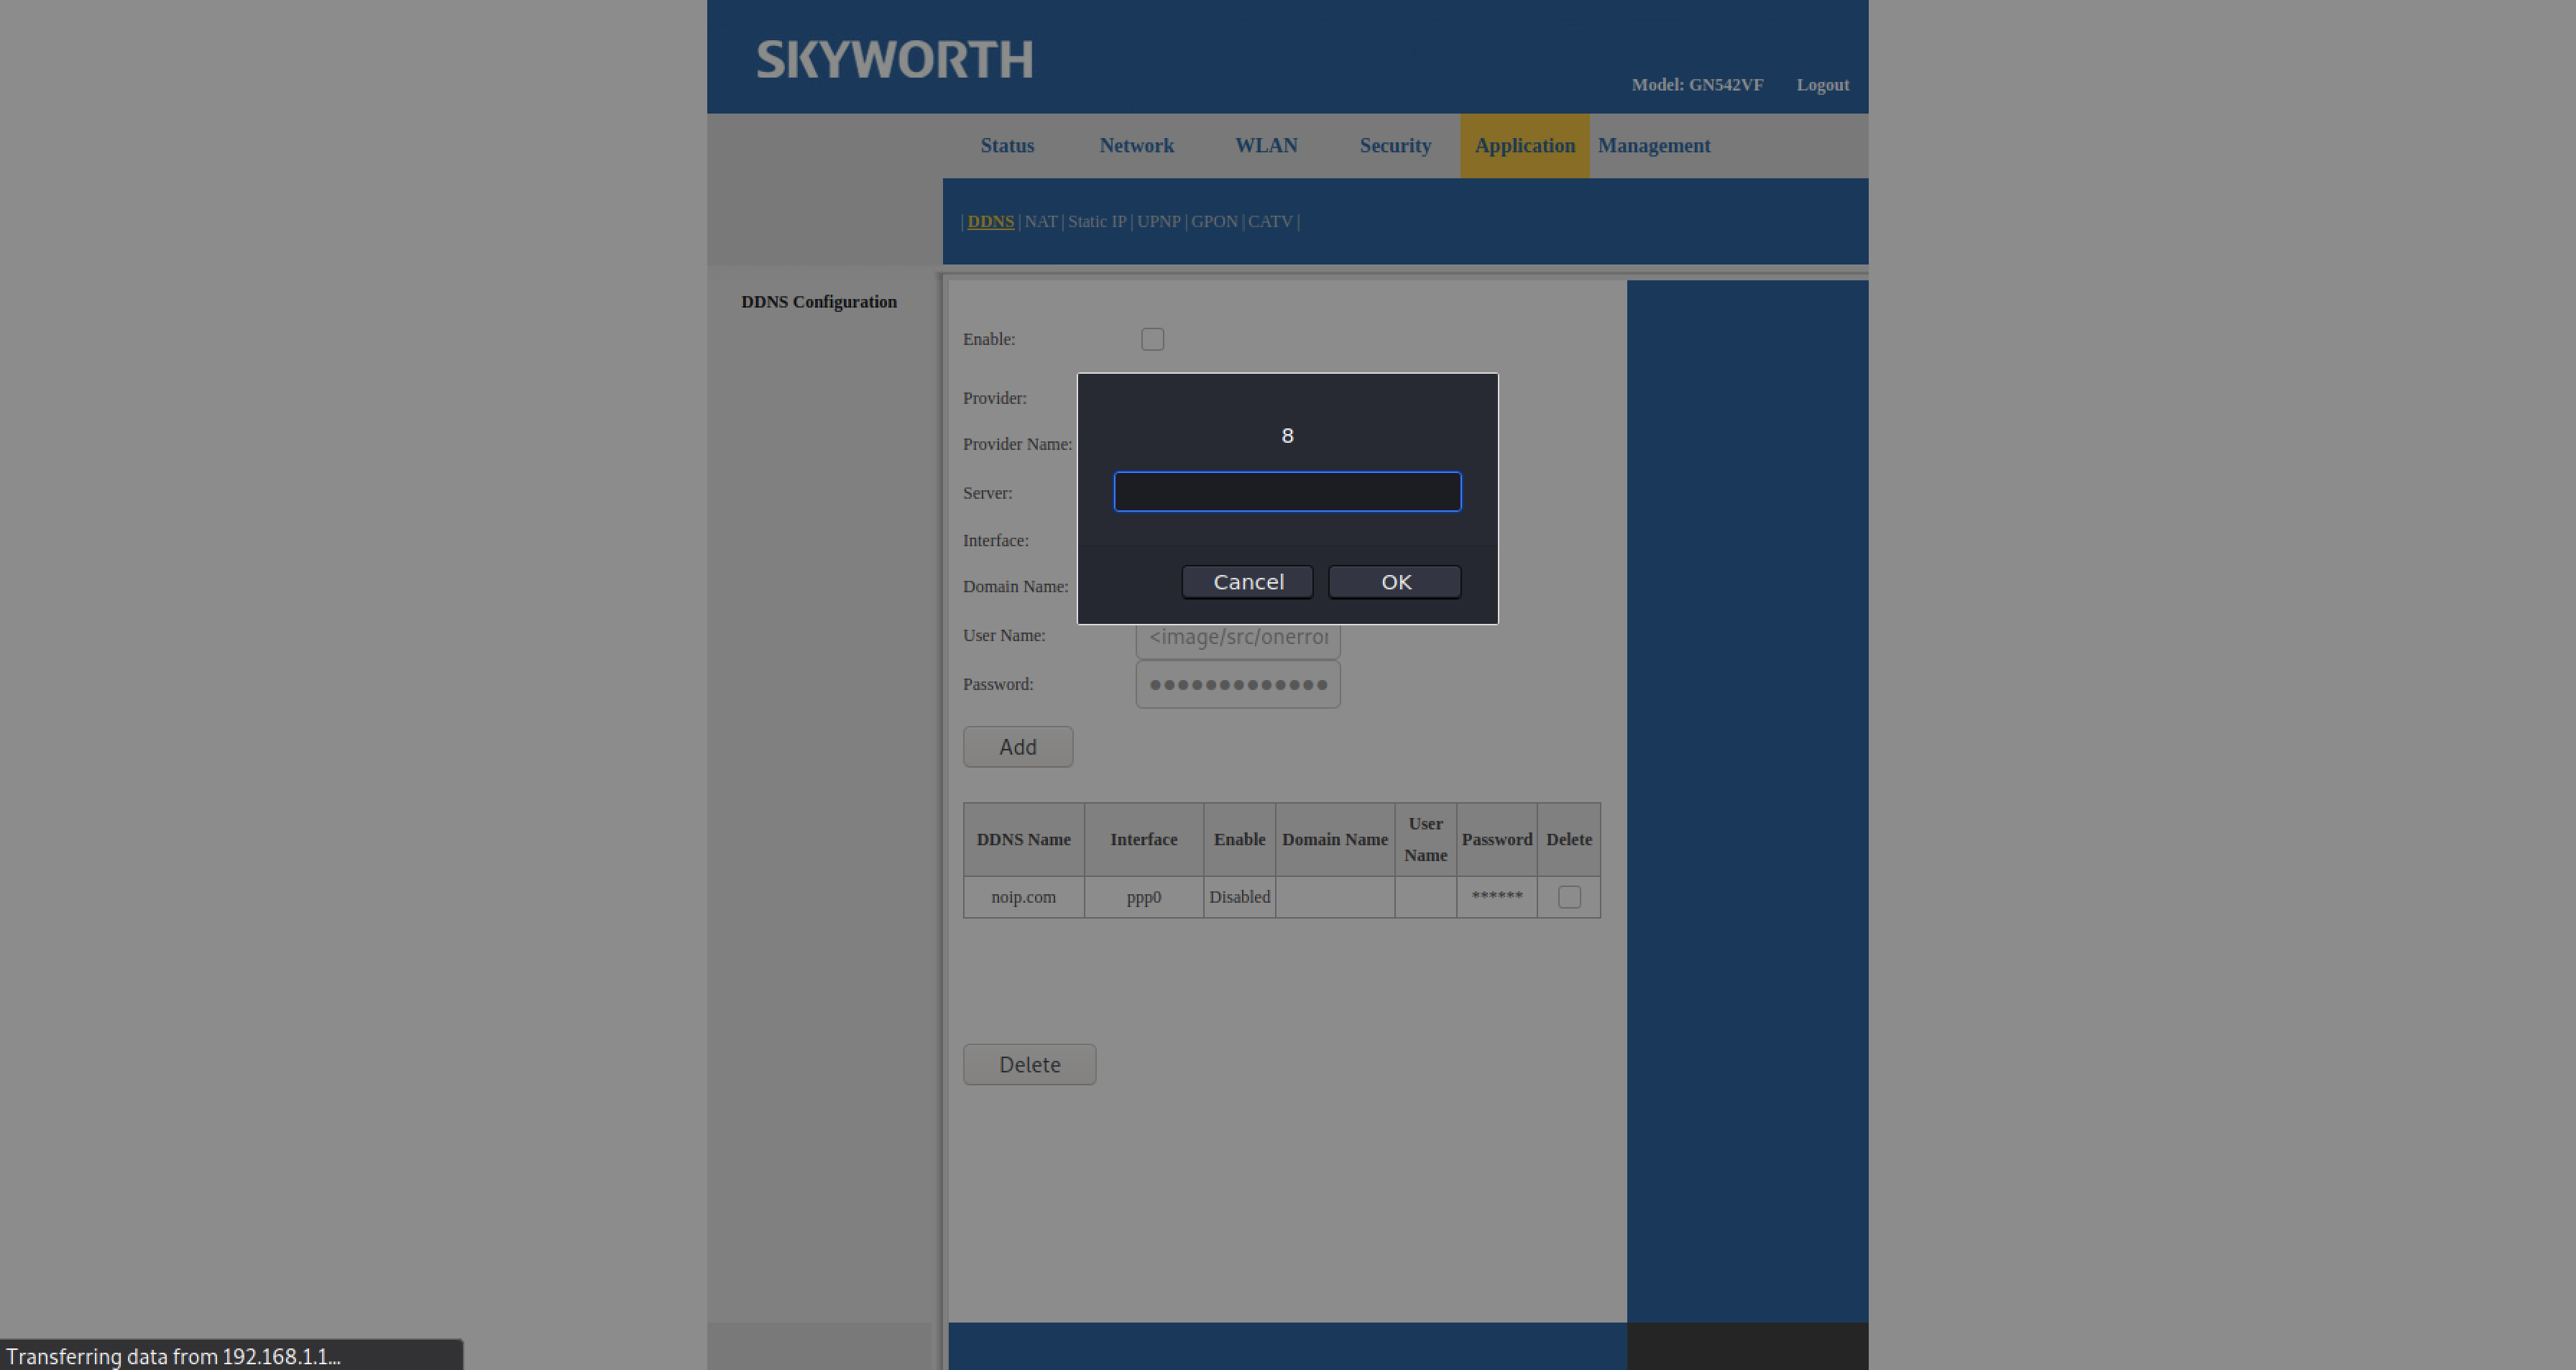 SKYWORTH
Model: GN542VF Logout
Status Network WLAN Security Application Management
| DDNS | NAT | Static IP | UPNP | GPON | CATV |
DDNS Configuration
Enable:
8
Provider:
Provider Name:
Server:
Interface:
Domain Name:
Cancel OK
User Name: <image/src/onerror
Password: ●●●●●●●●●●●●●
Add
DDNS Name Interface Enable Domain Name User Name Password Delete
noip.com ppp0 Disabled ******
Delete
Transferring data from 192.168.1.1...